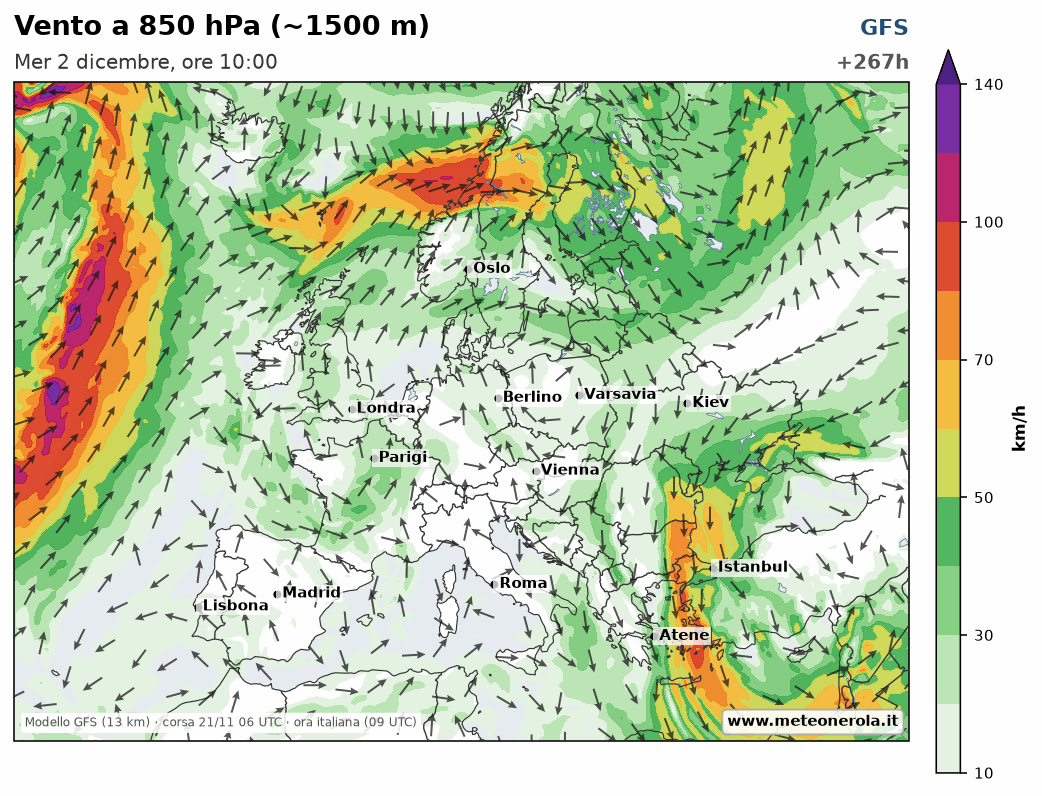 Vento a 850 hPa (~1500 m)
GFS
Mer 2 dicembre, ore 10:00
+267h
140
100
70
50
30
10
km/h
Oslo
Berlino
Varsavia
Kiev
Londra
Parigi
Vienna
Istanbul
Roma
Madrid
Lisbona
Atene
Modello GFS (13 km) · corsa 21/11 06 UTC · ora italiana (09 UTC)
www.meteonerola.it